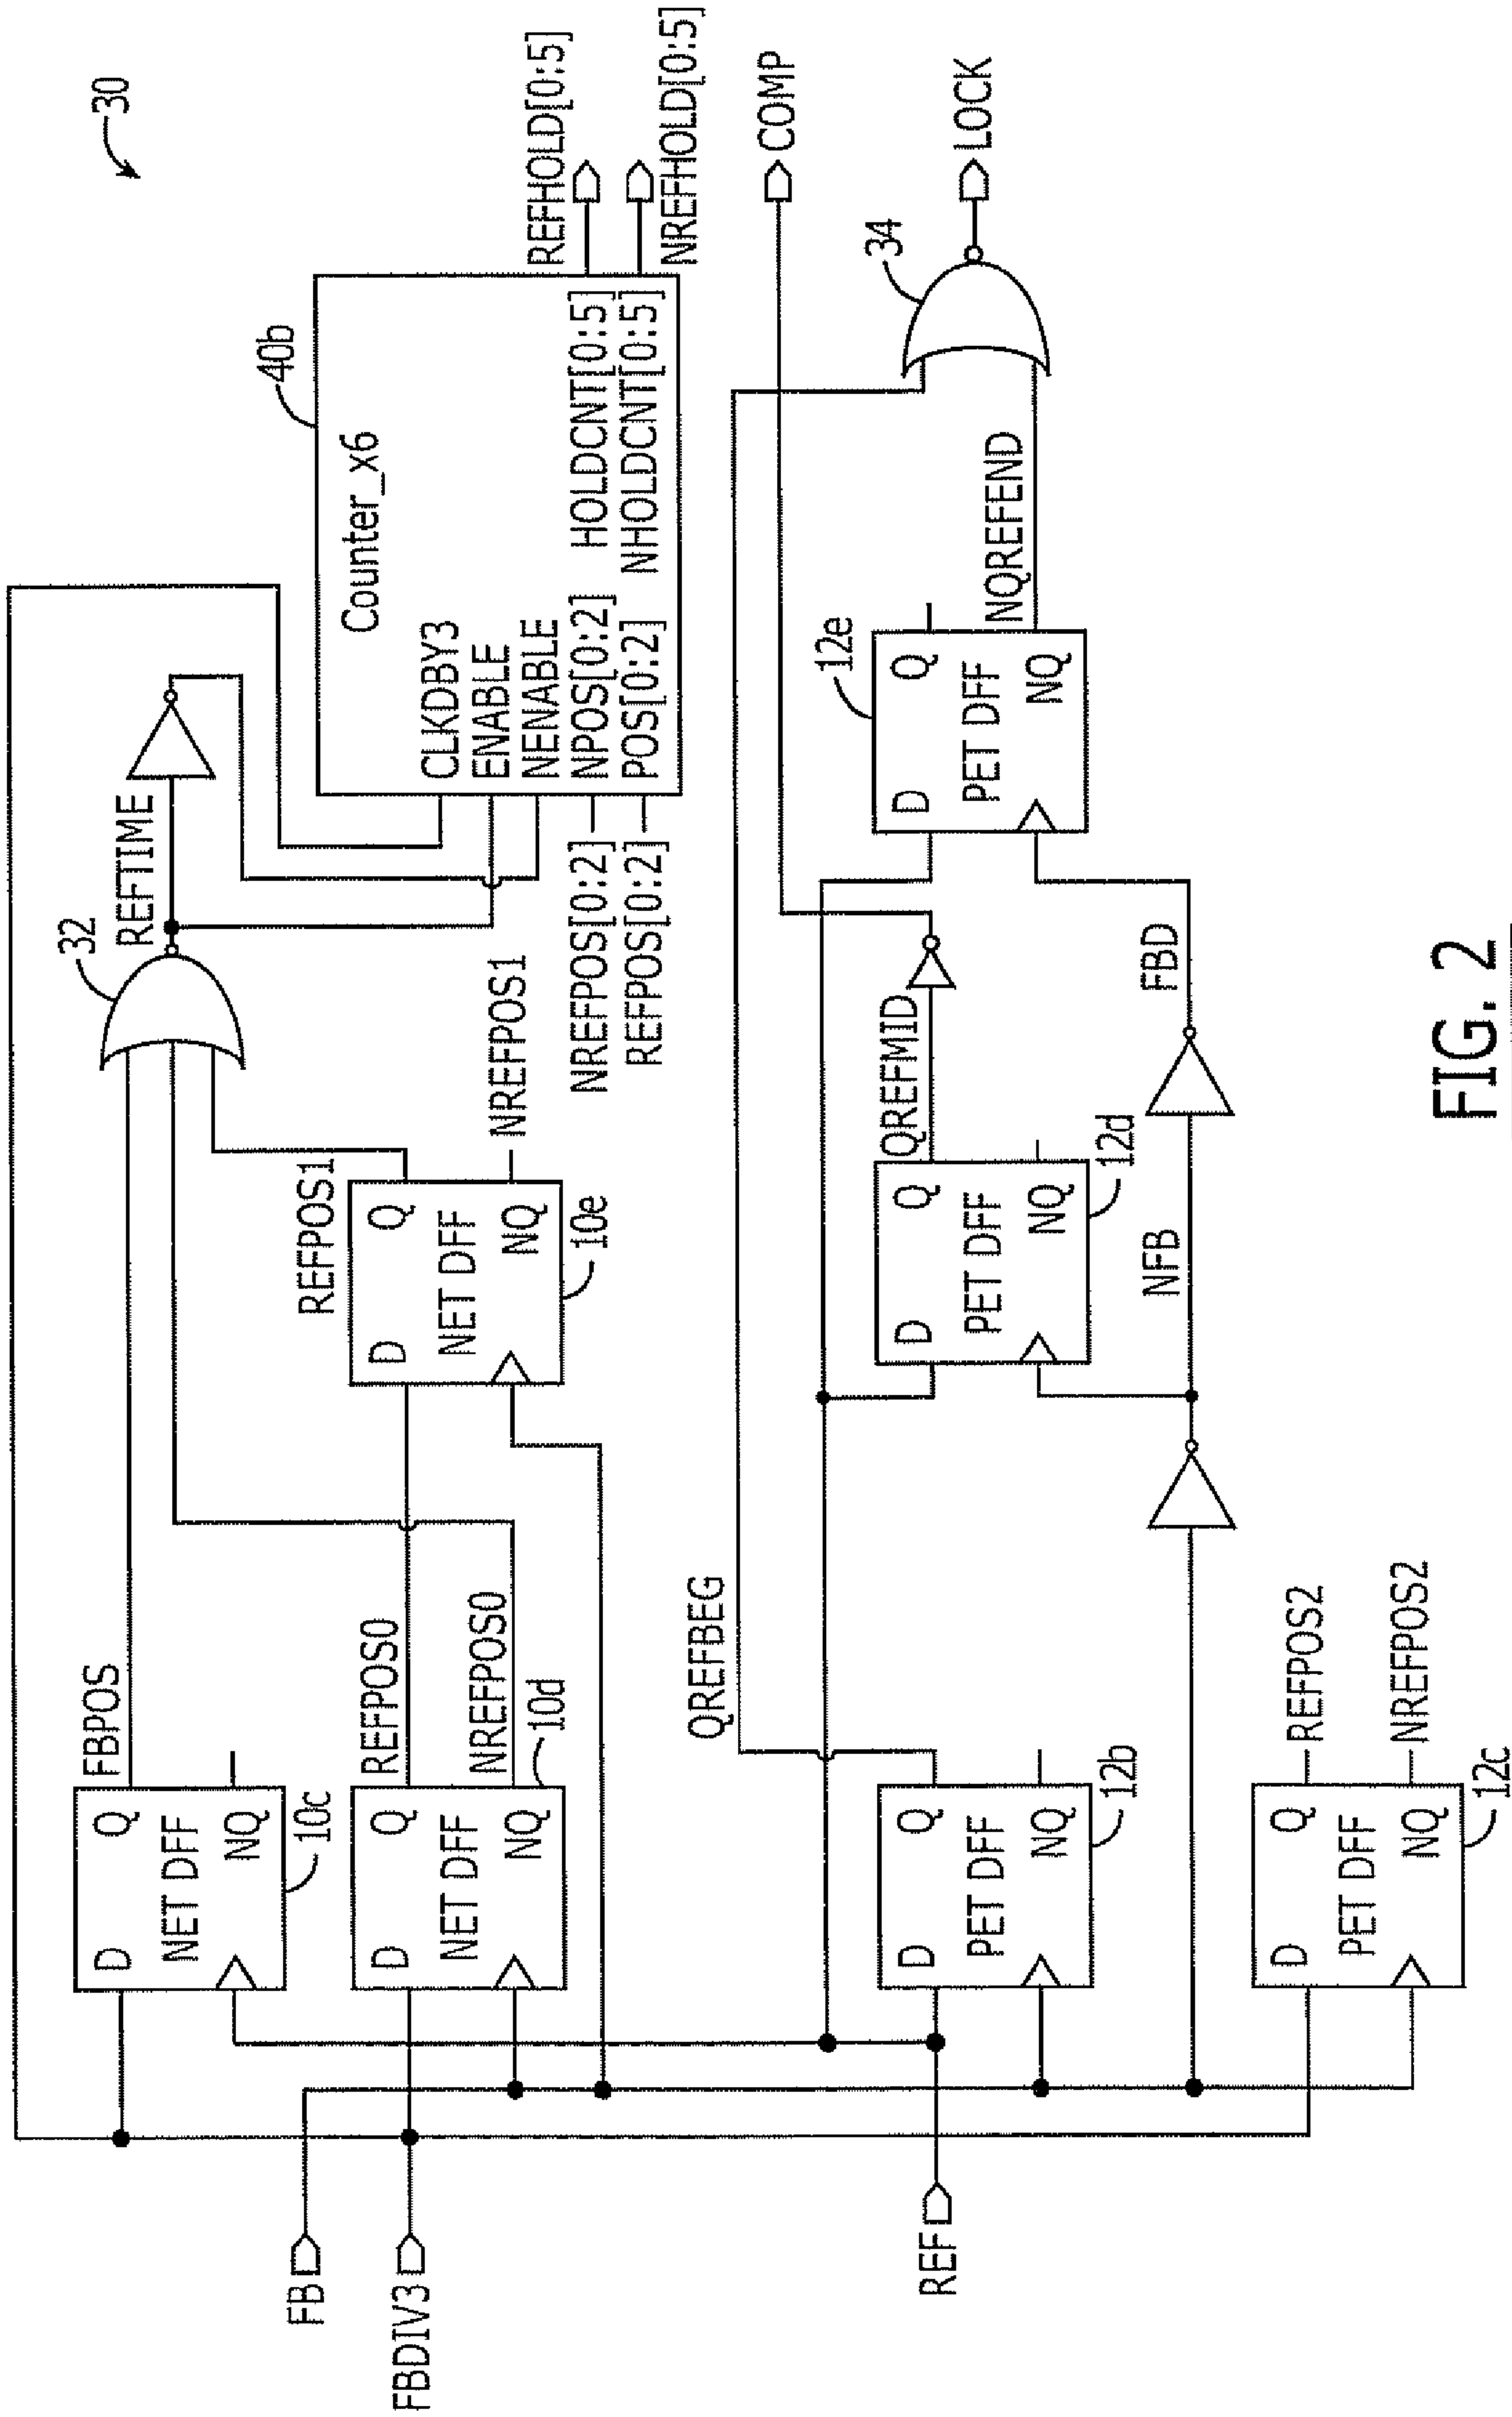 30
FB
FBDIV3
REF
D
Q
NET DFF
NQ
10c
FBPOS
D
Q
NET DFF
NQ
10d
REFPOS0
NREFPOS0
D
Q
NET DFF
NQ
10e
REFPOS1
NREFPOS1
32
REFTIME
40b
Counter_x6
CLKDBY3
ENABLE
NENABLE
NPOS[0:2]
POS[0:2]
HOLDCNT[0:5]
NHOLDCNT[0:5]
NREFPOS[0:2]
REFPOS[0:2]
REFHOLD[0:5]
NREFHOLD[0:5]
D
Q
PET DFF
NQ
12b
QREFBEG
D
Q
PET DFF
NQ
12c
REFPOS2
NREFPOS2
NFB
D
Q
PET DFF
NQ
12d
QREFMID
FBD
D
Q
PET DFF
NQ
12e
NQREFEND
34
COMP
LOCK
FIG. 2